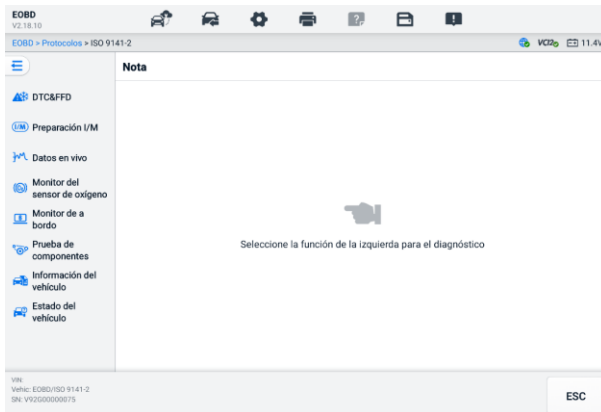 EOBD
V2.18.10
EOBD > Protocolos > ISO 9141-2
VCI2 11.4V
Nota
DTC&FFD
I/M Preparación I/M
Datos en vivo
Monitor del
sensor de oxígeno
Monitor de a
bordo
Prueba de
componentes
Información del
vehículo
Estado del
vehículo
Seleccione la función de la izquierda para el diagnóstico
VIN:
Vehic: EOBD/ISO 9141-2
SN: V92G00000075
ESC